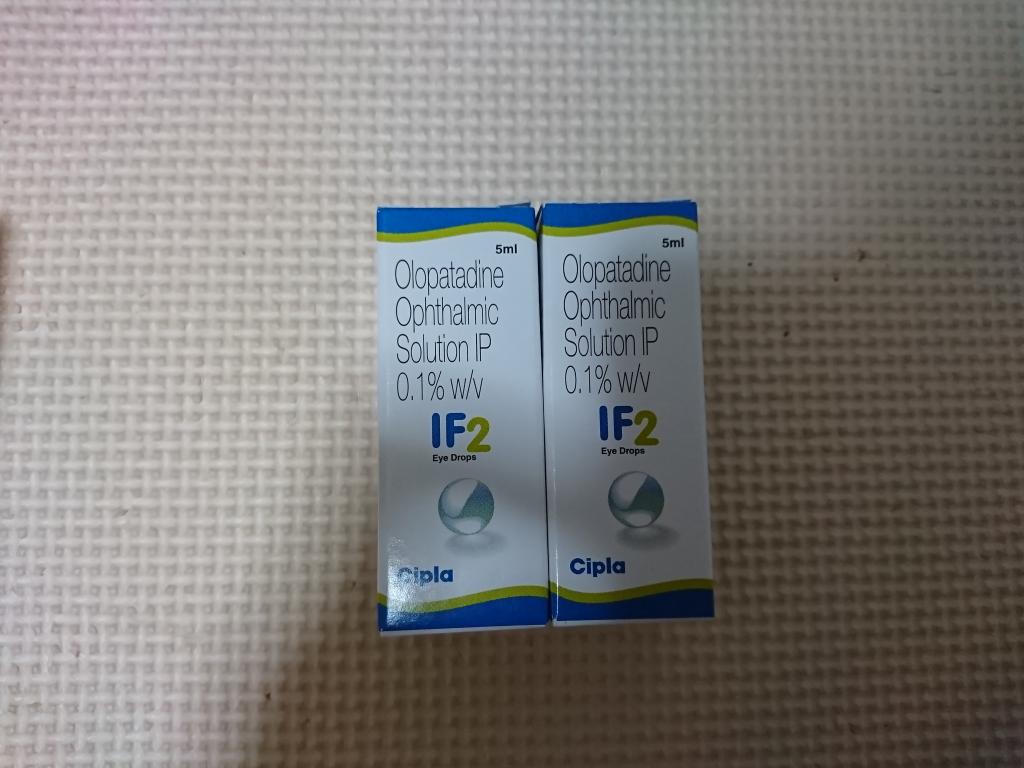 5ml
Olopatadine
Ophthalmic
Solution IP
0.1% w/v
IF2
Eye Drops
Cipla
5ml
Olopatadine
Ophthalmic
Solution IP
0.1% w/v
IF2
Eye Drops
Cipla